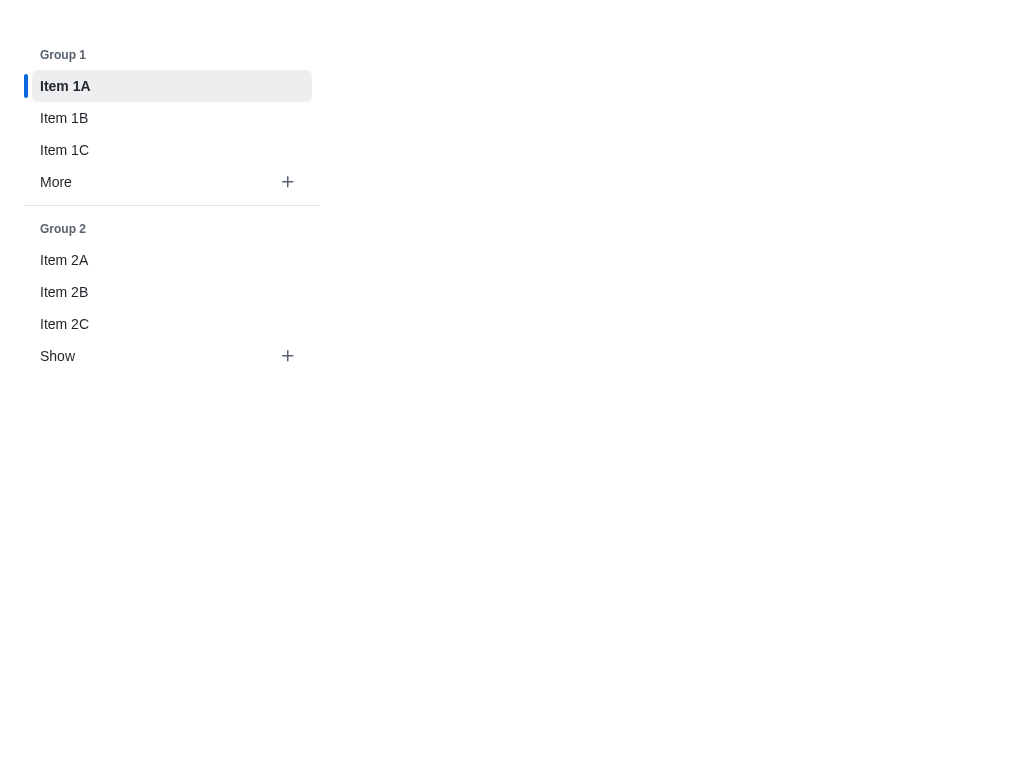 Group 1
Item 1A
Item 1B
Item 1C
More
Group 2
Item 2A
Item 2B
Item 2C
Show